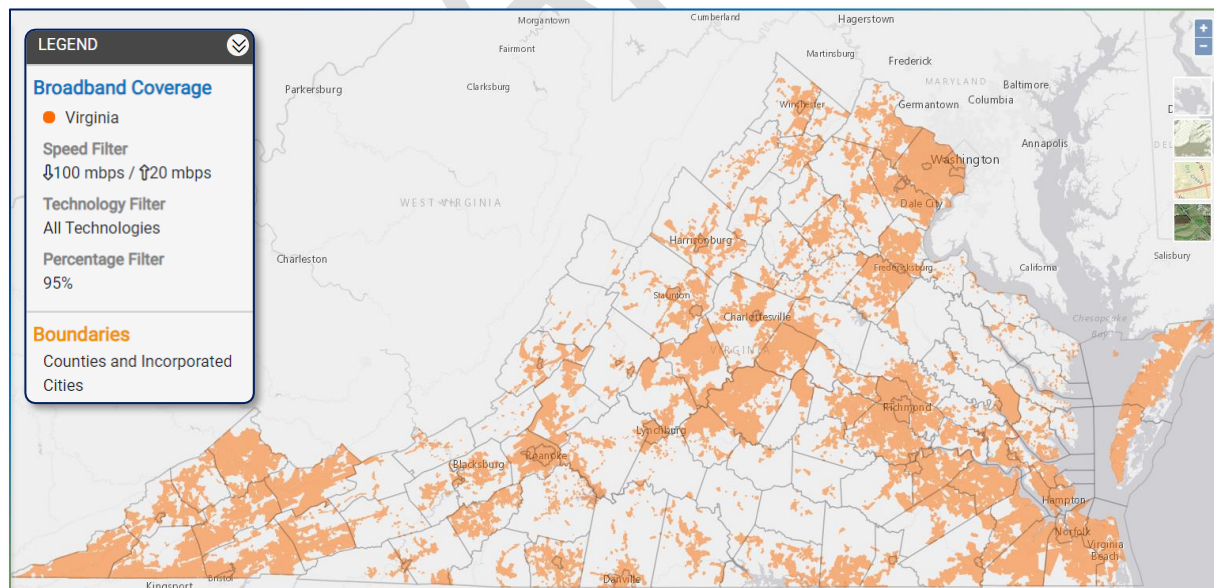 LEGEND
Broadband Coverage
Virginia
Speed Filter
⇩100 mbps / ⇧20 mbps
Technology Filter
All Technologies
Percentage Filter
95%
Boundaries
Counties and Incorporated
Cities
Morgantown
Cumberland
Hagerstown
Fairmont
Martinsburg
Frederick
Parkersburg
Clarksburg
MARYLAND
Baltimore
Winchester
Germantown
Columbia
Washington
Annapolis
WEST VIRGINIA
Dale City
Harrisonburg
Charleston
Fredericksburg
California
Salisbury
Staunton
Charlottesville
Chesapeake
Bay
VIRGINIA
Richmond
Lynchburg
Roanoke
Blacksburg
Hampton
Norfolk
Virginia
Beach
Kingsport
Bristol
Danville
+
−